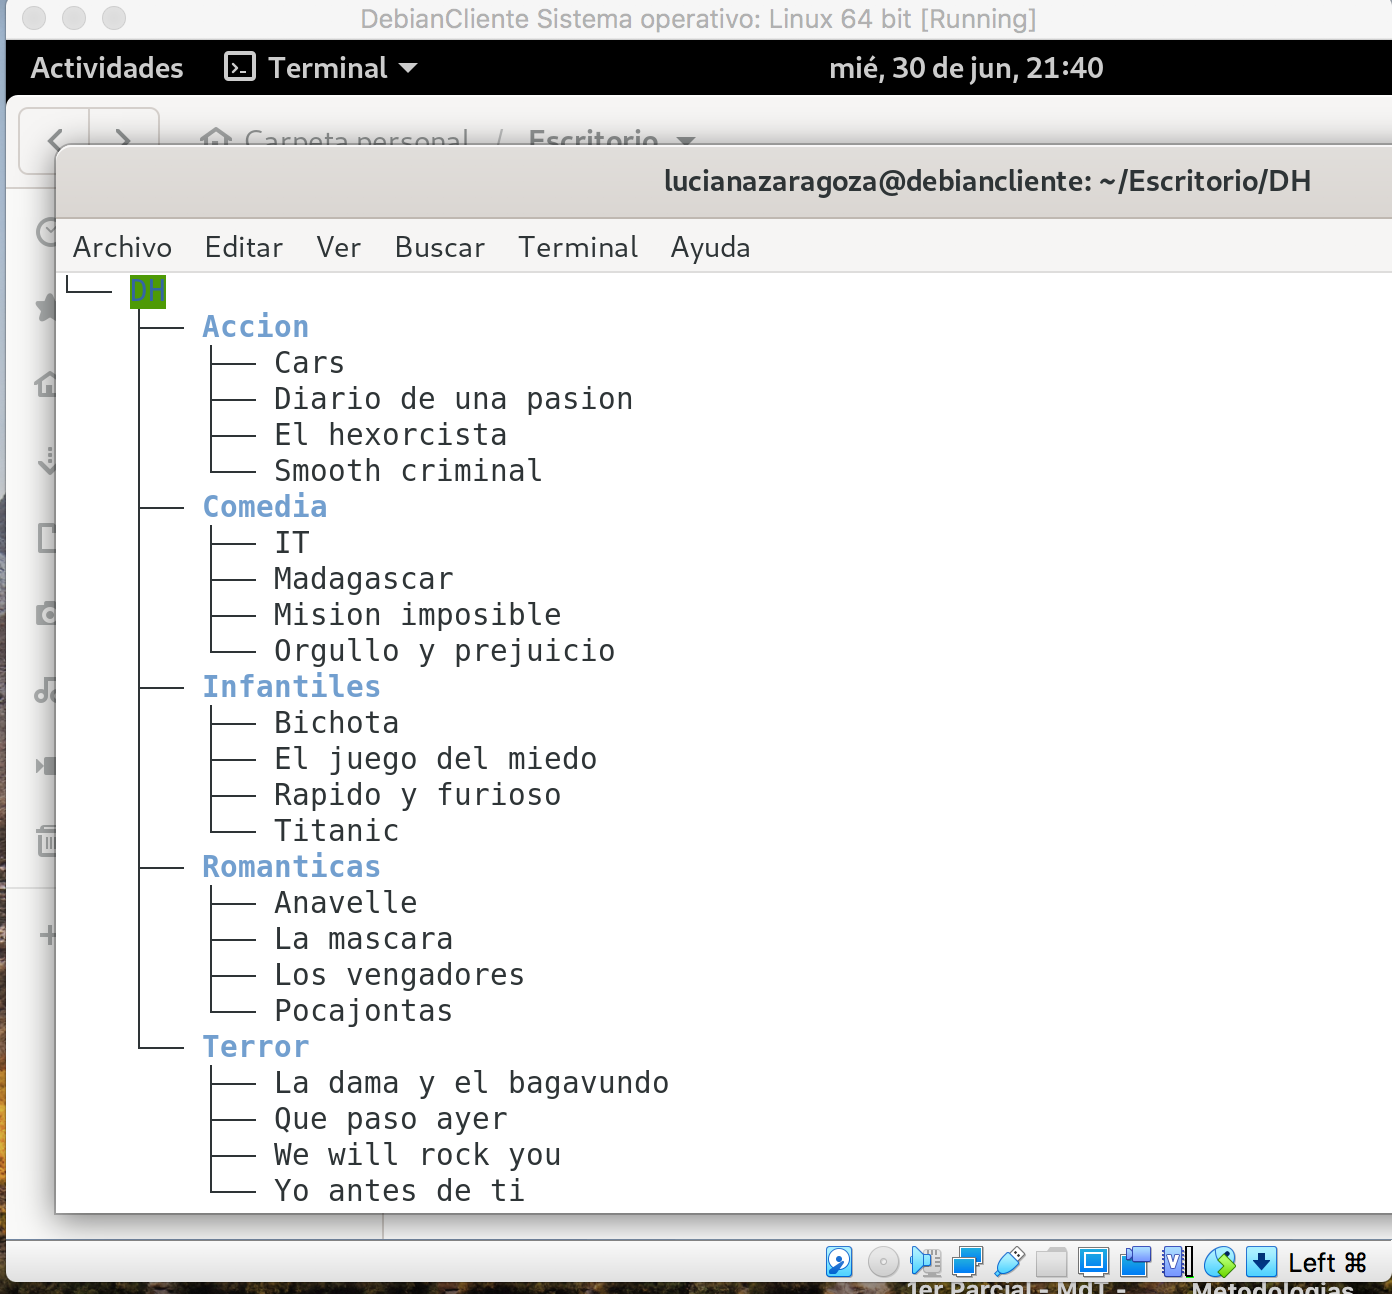 DebianCliente Sistema operativo: Linux 64 bit [Running]
Actividades Terminal mié, 30 de jun, 21:40
Carpeta personal / Escritorio
lucianazaragoza@debiancliente: ~/Escritorio/DH
Archivo Editar Ver Buscar Terminal Ayuda
DH
Accion
Cars
Diario de una pasion
El hexorcista
Smooth criminal
Comedia
IT
Madagascar
Mision imposible
Orgullo y prejuicio
Infantiles
Bichota
El juego del miedo
Rapido y furioso
Titanic
Romanticas
Anavelle
La mascara
Los vengadores
Pocajontas
Terror
La dama y el bagavundo
Que paso ayer
We will rock you
Yo antes de ti
Left ⌘
1er Parcial - MdT - Metodologias